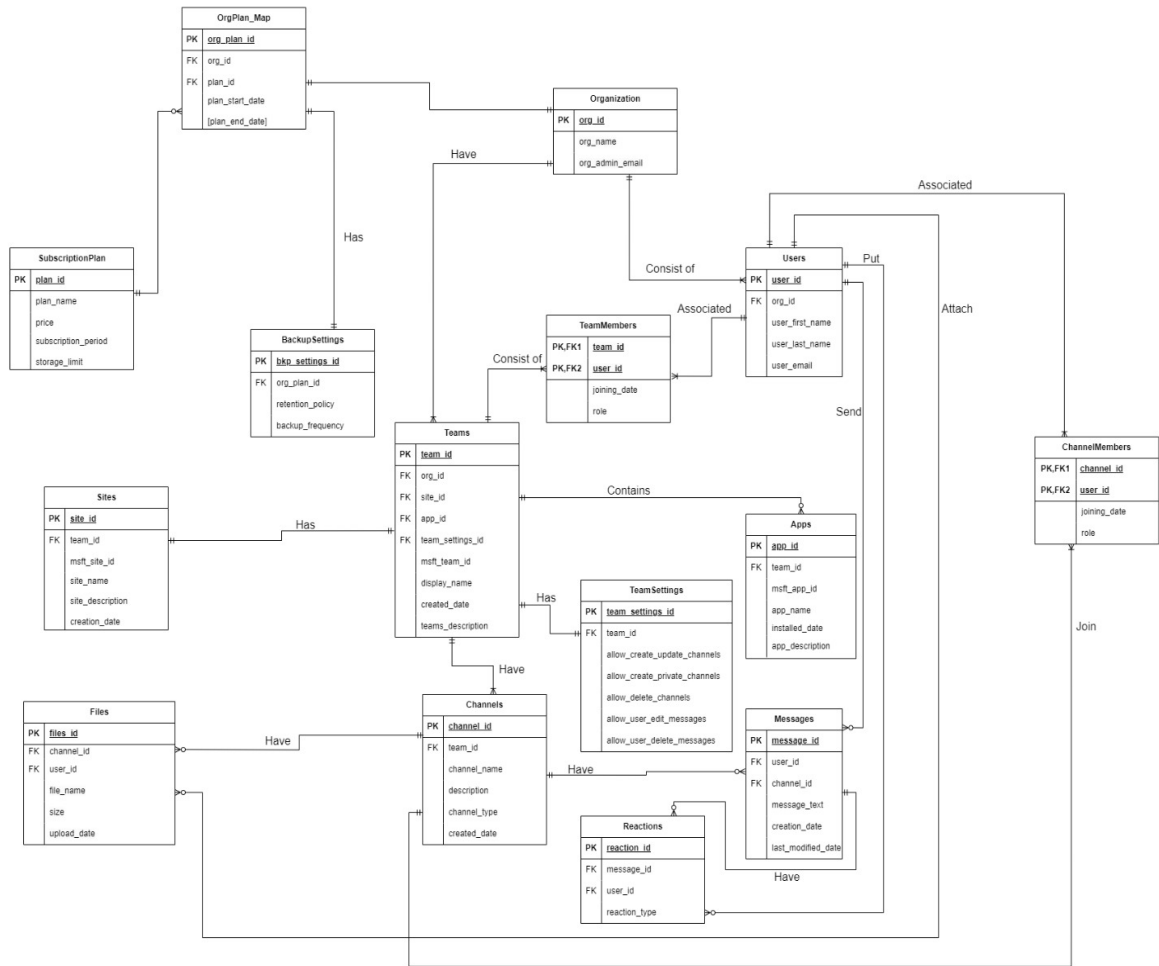 OrgPlan_Map
PK org_plan_id
FK org_id
FK plan_id
plan_start_date
[plan_end_date]
Organization
PK org_id
org_name
org_admin_email
Have
Associated
Has
SubscriptionPlan
PK plan_id
plan_name
price
subscription_period
storage_limit
Consist of
Users
PK user_id
FK org_id
user_first_name
user_last_name
user_email
Put
Attach
Associated
TeamMembers
PK,FK1 team_id
PK,FK2 user_id
joining_date
role
Consist of
BackupSettings
PK bkp_settings_id
FK org_plan_id
retention_policy
backup_frequency
Send
Teams
PK team_id
FK org_id
FK site_id
FK app_id
FK team_settings_id
msft_team_id
display_name
created_date
teams_description
ChannelMembers
PK,FK1 channel_id
PK,FK2 user_id
joining_date
role
Sites
PK site_id
FK team_id
msft_site_id
site_name
site_description
creation_date
Has
Contains
Apps
PK app_id
FK team_id
msft_app_id
app_name
installed_date
app_description
Has
TeamSettings
PK team_settings_id
FK team_id
allow_create_update_channels
allow_create_private_channels
allow_delete_channels
allow_user_edit_messages
allow_user_delete_messages
Join
Have
Files
PK files_id
FK channel_id
FK user_id
file_name
size
upload_date
Have
Channels
PK channel_id
FK team_id
channel_name
description
channel_type
created_date
Have
Messages
PK message_id
FK user_id
FK channel_id
message_text
creation_date
last_modified_date
Reactions
PK reaction_id
FK message_id
FK user_id
reaction_type
Have